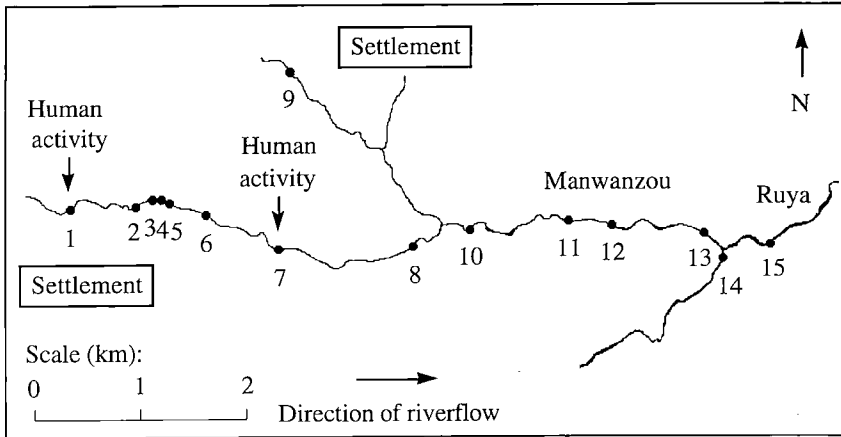 Settlement
9
N
Human
activity
Human
activity
Manwanzou
Ruya
1
2
3
4
5
6
7
8
10
11
12
13
14
15
Settlement
Scale (km):
0 1 2
Direction of riverflow